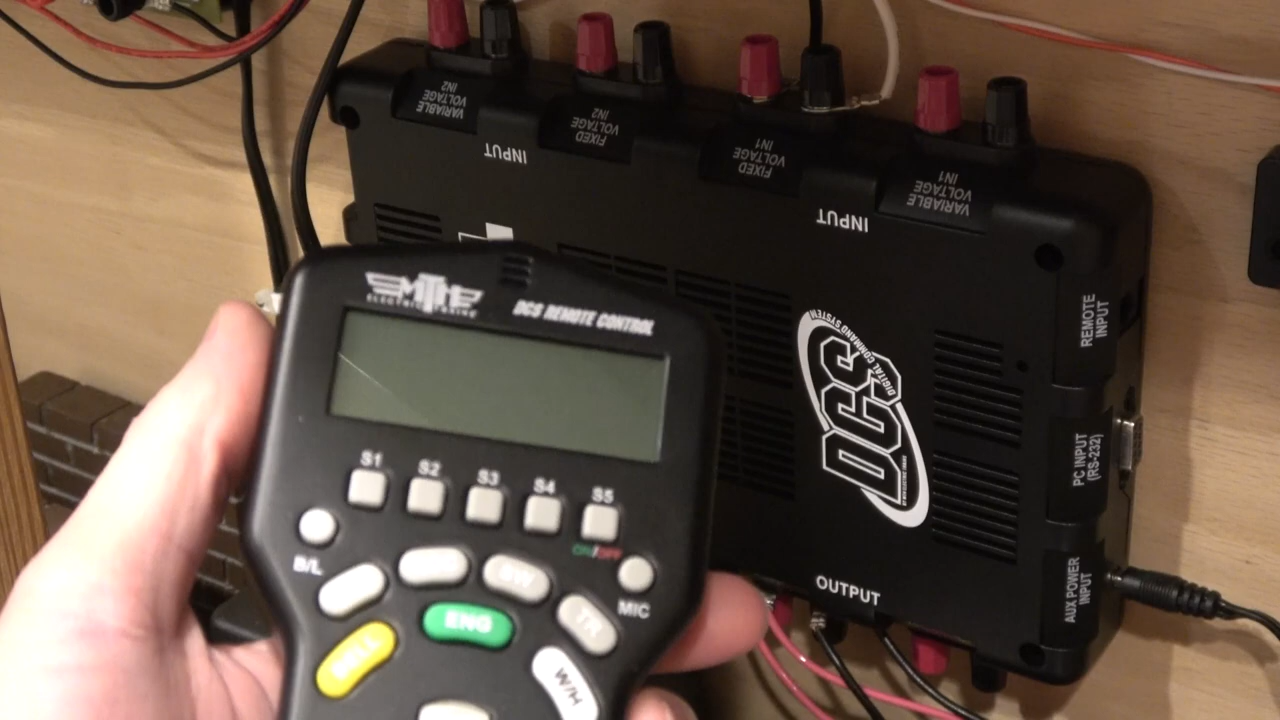 VARIABLE
VOLTAGE
IN2
FIXED
VOLTAGE
IN2
FIXED
VOLTAGE
IN1
VARIABLE
VOLTAGE
IN1
INPUT
INPUT
DCS
DIGITAL COMMAND SYSTEM
REMOTE
INPUT
PC INPUT
(RS-232)
AUX POWER
INPUT
OUTPUT
MTH
ELECTRIC TRAINS
DCS REMOTE CONTROL
S1 S2 S3 S4 S5
ON/OFF
B/L
MIC
SW
TR
ENG
BELL
W/H